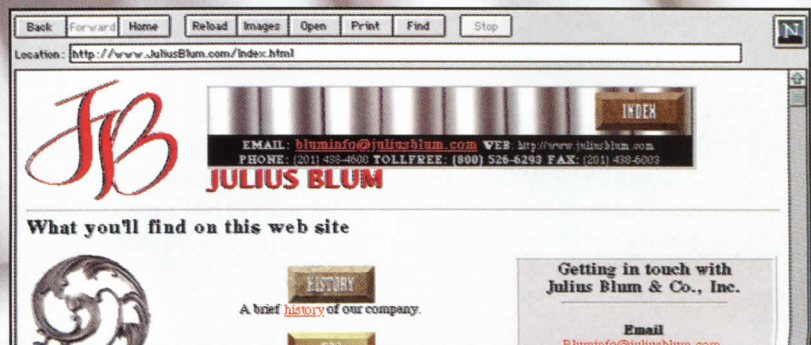 Back Forward Home Reload Images Open Print Find Stop
N
Location: http://www.JuliusBlum.com/Index.html
JB
INDEX
EMAIL: bluminfo@juliusblum.com WEB: http://www.juliusblum.com
PHONE: (201) 438-4600 TOLLFREE: (800) 526-6293 FAX: (201) 438-6003
JULIUS BLUM
What you'll find on this web site
HISTORY
A brief history of our company.
Getting in touch with
Julius Blum & Co., Inc.
Email
Bluminfo@juliusblum.com